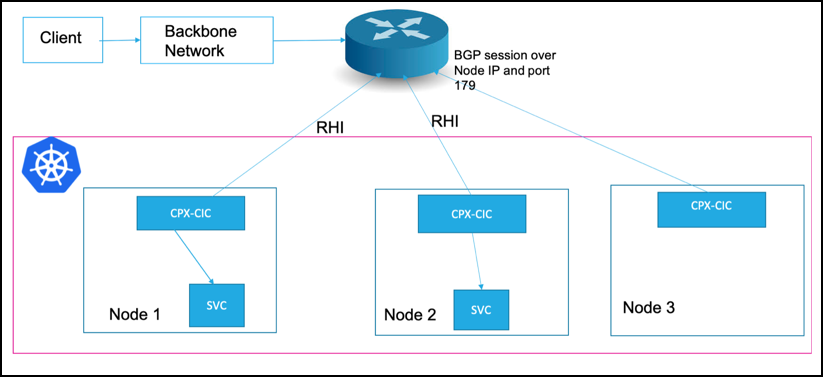 Client
Backbone
Network
BGP session over
Node IP and port
179
RHI
RHI
CPX-CIC
CPX-CIC
CPX-CIC
SVC
SVC
Node 1
Node 2
Node 3